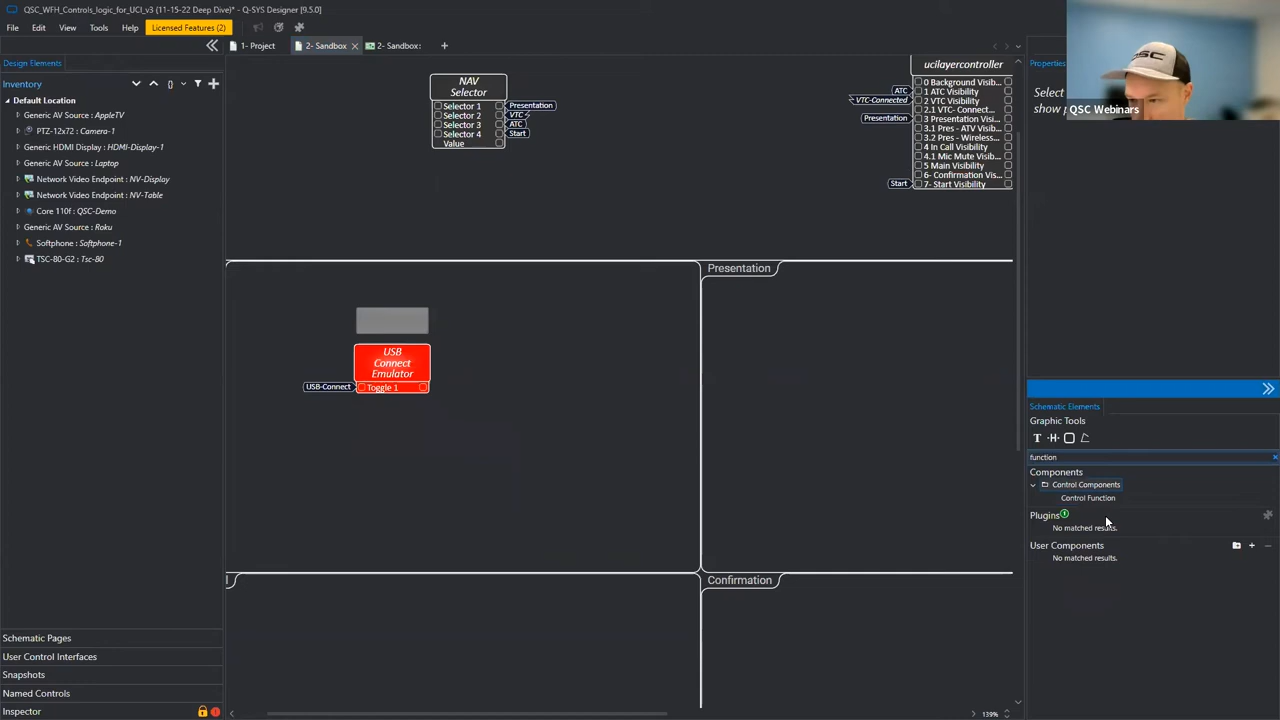 QSC_WFH_Controls_logic_for_UCI_v3 (11-15-22 Deep Dive)* - Q-SYS Designer [9.5.0]
File Edit View Tools Help Licensed Features (2)
1- Project 2- Sandbox 2- Sandbox:
Design Elements
Inventory
Default Location
Generic AV Source : AppleTV
PTZ-12x72 : Camera-1
Generic HDMI Display : HDMI-Display-1
Generic AV Source : Laptop
Network Video Endpoint : NV-Display
Network Video Endpoint : NV-Table
Core 110f : QSC-Demo
Generic AV Source : Roku
Softphone : Softphone-1
TSC-80-G2 : Tsc-80
Schematic Pages
User Control Interfaces
Snapshots
Named Controls
Inspector
NAV
Selector
Selector 1 Presentation
Selector 2 VTC
Selector 3 ATC
Selector 4 Start
Value
ucilayercontroller
0 Background Visib...
ATC 1 ATC Visibility
VTC-Connected 2 VTC Visibility
2.1 VTC- Connect...
Presentation 3 Presentation Visi...
3.1 Pres - ATV Visib...
3.2 Pres - Wireless...
4 In Call Visibility
4.1 Mic Mute Visib...
5 Main Visibility
6- Confirmation Vis...
Start 7- Start Visibility
Presentation
USB
Connect
Emulator
USB-Connect Toggle 1
Confirmation
139%
Properties
Select
show p
QSC
QSC Webinars
Schematic Elements
Graphic Tools
T H
function
Components
Control Components
Control Function
Plugins
No matched results.
User Components
No matched results.